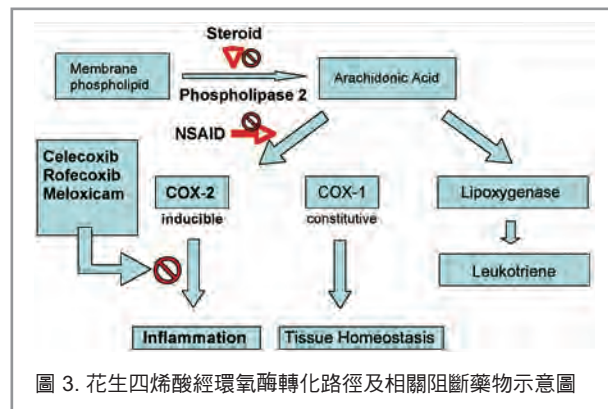 Steroid
Membrane
phospholipid
Phospholipase 2
Arachidonic Acid
NSAID
Celecoxib
Rofecoxib
Meloxicam
COX-2
inducible
COX-1
constitutive
Lipoxygenase
Leukotriene
Inflammation
Tissue Homeostasis
圖 3. 花生四烯酸經環氧酶轉化路徑及相關阻斷藥物示意圖